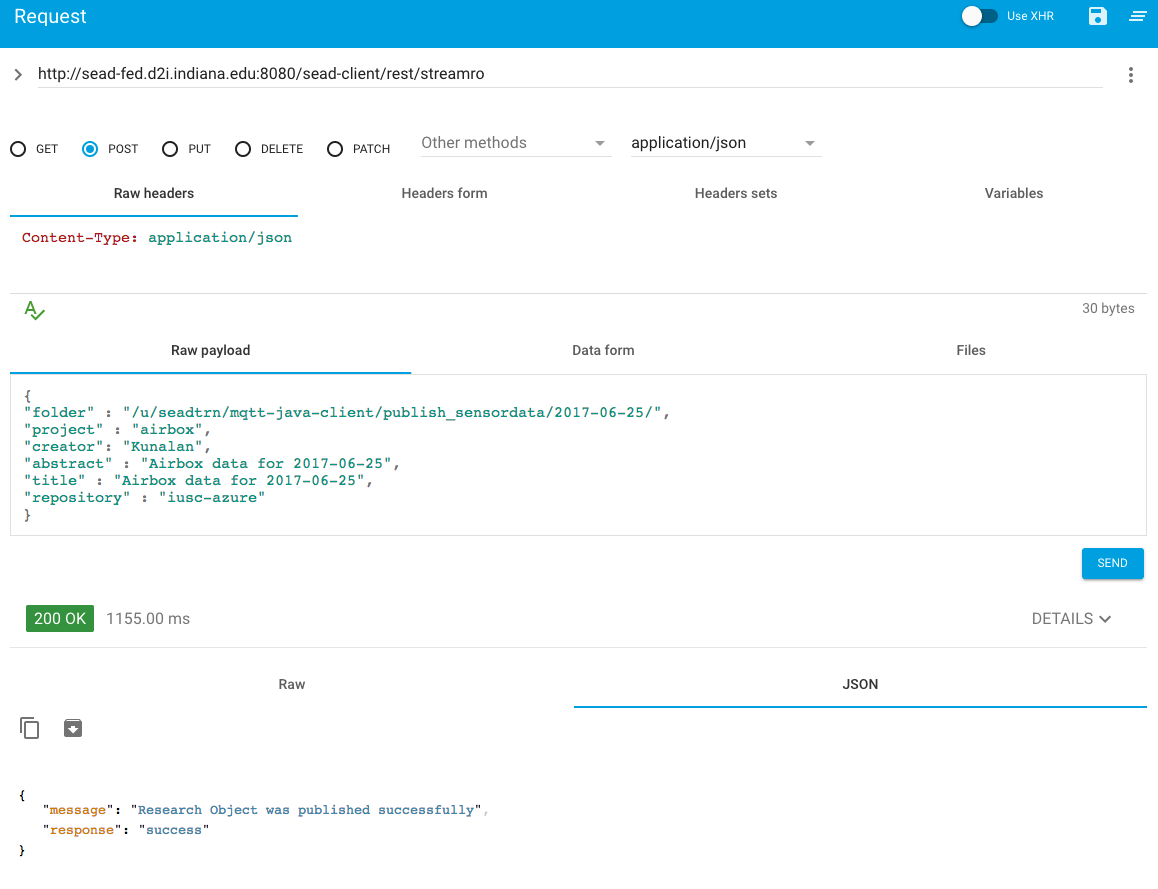 Request
Use XHR
http://sead-fed.d2i.indiana.edu:8080/sead-client/rest/streamro
GET POST PUT DELETE PATCH Other methods application/json
Raw headers Headers form Headers sets Variables
Content-Type: application/json
30 bytes
Raw payload Data form Files
{
"folder" : "/u/seadtrn/mqtt-java-client/publish_sensordata/2017-06-25/",
"project" : "airbox",
"creator": "Kunalan",
"abstract" : "Airbox data for 2017-06-25",
"title" : "Airbox data for 2017-06-25",
"repository" : "iusc-azure"
}
SEND
200 OK 1155.00 ms DETAILS
Raw JSON
{
"message": "Research Object was published successfully",
"response": "success"
}